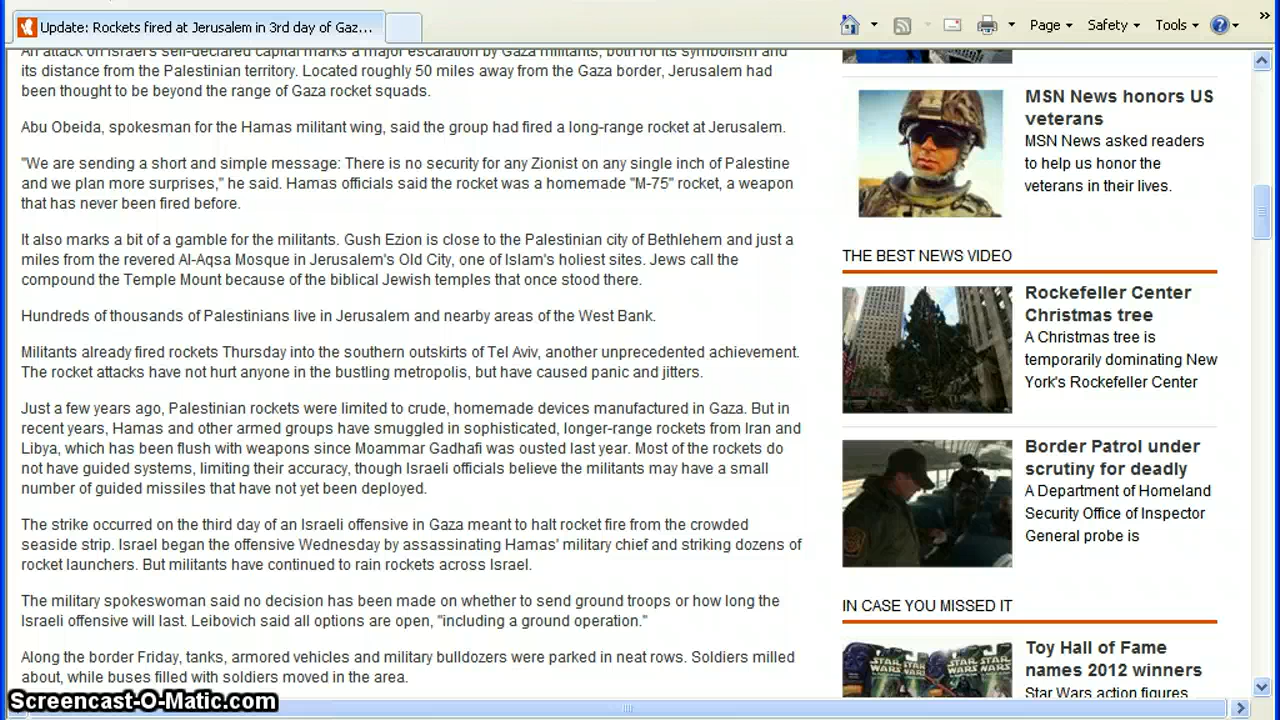 Update: Rockets fired at Jerusalem in 3rd day of Gaz...
Page
Safety
Tools
An attack on Israel's self-declared capital marks a major escalation by Gaza militants, both for its symbolism and
its distance from the Palestinian territory. Located roughly 50 miles away from the Gaza border, Jerusalem had
been thought to be beyond the range of Gaza rocket squads.
Abu Obeida, spokesman for the Hamas militant wing, said the group had fired a long-range rocket at Jerusalem.
"We are sending a short and simple message: There is no security for any Zionist on any single inch of Palestine
and we plan more surprises," he said. Hamas officials said the rocket was a homemade "M-75" rocket, a weapon
that has never been fired before.
It also marks a bit of a gamble for the militants. Gush Ezion is close to the Palestinian city of Bethlehem and just a
miles from the revered Al-Aqsa Mosque in Jerusalem's Old City, one of Islam's holiest sites. Jews call the
compound the Temple Mount because of the biblical Jewish temples that once stood there.
Hundreds of thousands of Palestinians live in Jerusalem and nearby areas of the West Bank.
Militants already fired rockets Thursday into the southern outskirts of Tel Aviv, another unprecedented achievement.
The rocket attacks have not hurt anyone in the bustling metropolis, but have caused panic and jitters.
Just a few years ago, Palestinian rockets were limited to crude, homemade devices manufactured in Gaza. But in
recent years, Hamas and other armed groups have smuggled in sophisticated, longer-range rockets from Iran and
Libya, which has been flush with weapons since Moammar Gadhafi was ousted last year. Most of the rockets do
not have guided systems, limiting their accuracy, though Israeli officials believe the militants may have a small
number of guided missiles that have not yet been deployed.
The strike occurred on the third day of an Israeli offensive in Gaza meant to halt rocket fire from the crowded
seaside strip. Israel began the offensive Wednesday by assassinating Hamas' military chief and striking dozens of
rocket launchers. But militants have continued to rain rockets across Israel.
The military spokeswoman said no decision has been made on whether to send ground troops or how long the
Israeli offensive will last. Leibovich said all options are open, "including a ground operation."
Along the border Friday, tanks, armored vehicles and military bulldozers were parked in neat rows. Soldiers milled
about, while buses filled with soldiers moved in the area.
MSN News honors US
veterans
MSN News asked readers
to help us honor the
veterans in their lives.
THE BEST NEWS VIDEO
Rockefeller Center
Christmas tree
A Christmas tree is
temporarily dominating New
York's Rockefeller Center
Border Patrol under
scrutiny for deadly
A Department of Homeland
Security Office of Inspector
General probe is
IN CASE YOU MISSED IT
STAR WARS
STAR WARS
Toy Hall of Fame
names 2012 winners
Star Wars action figures
Screencast-O-Matic.com